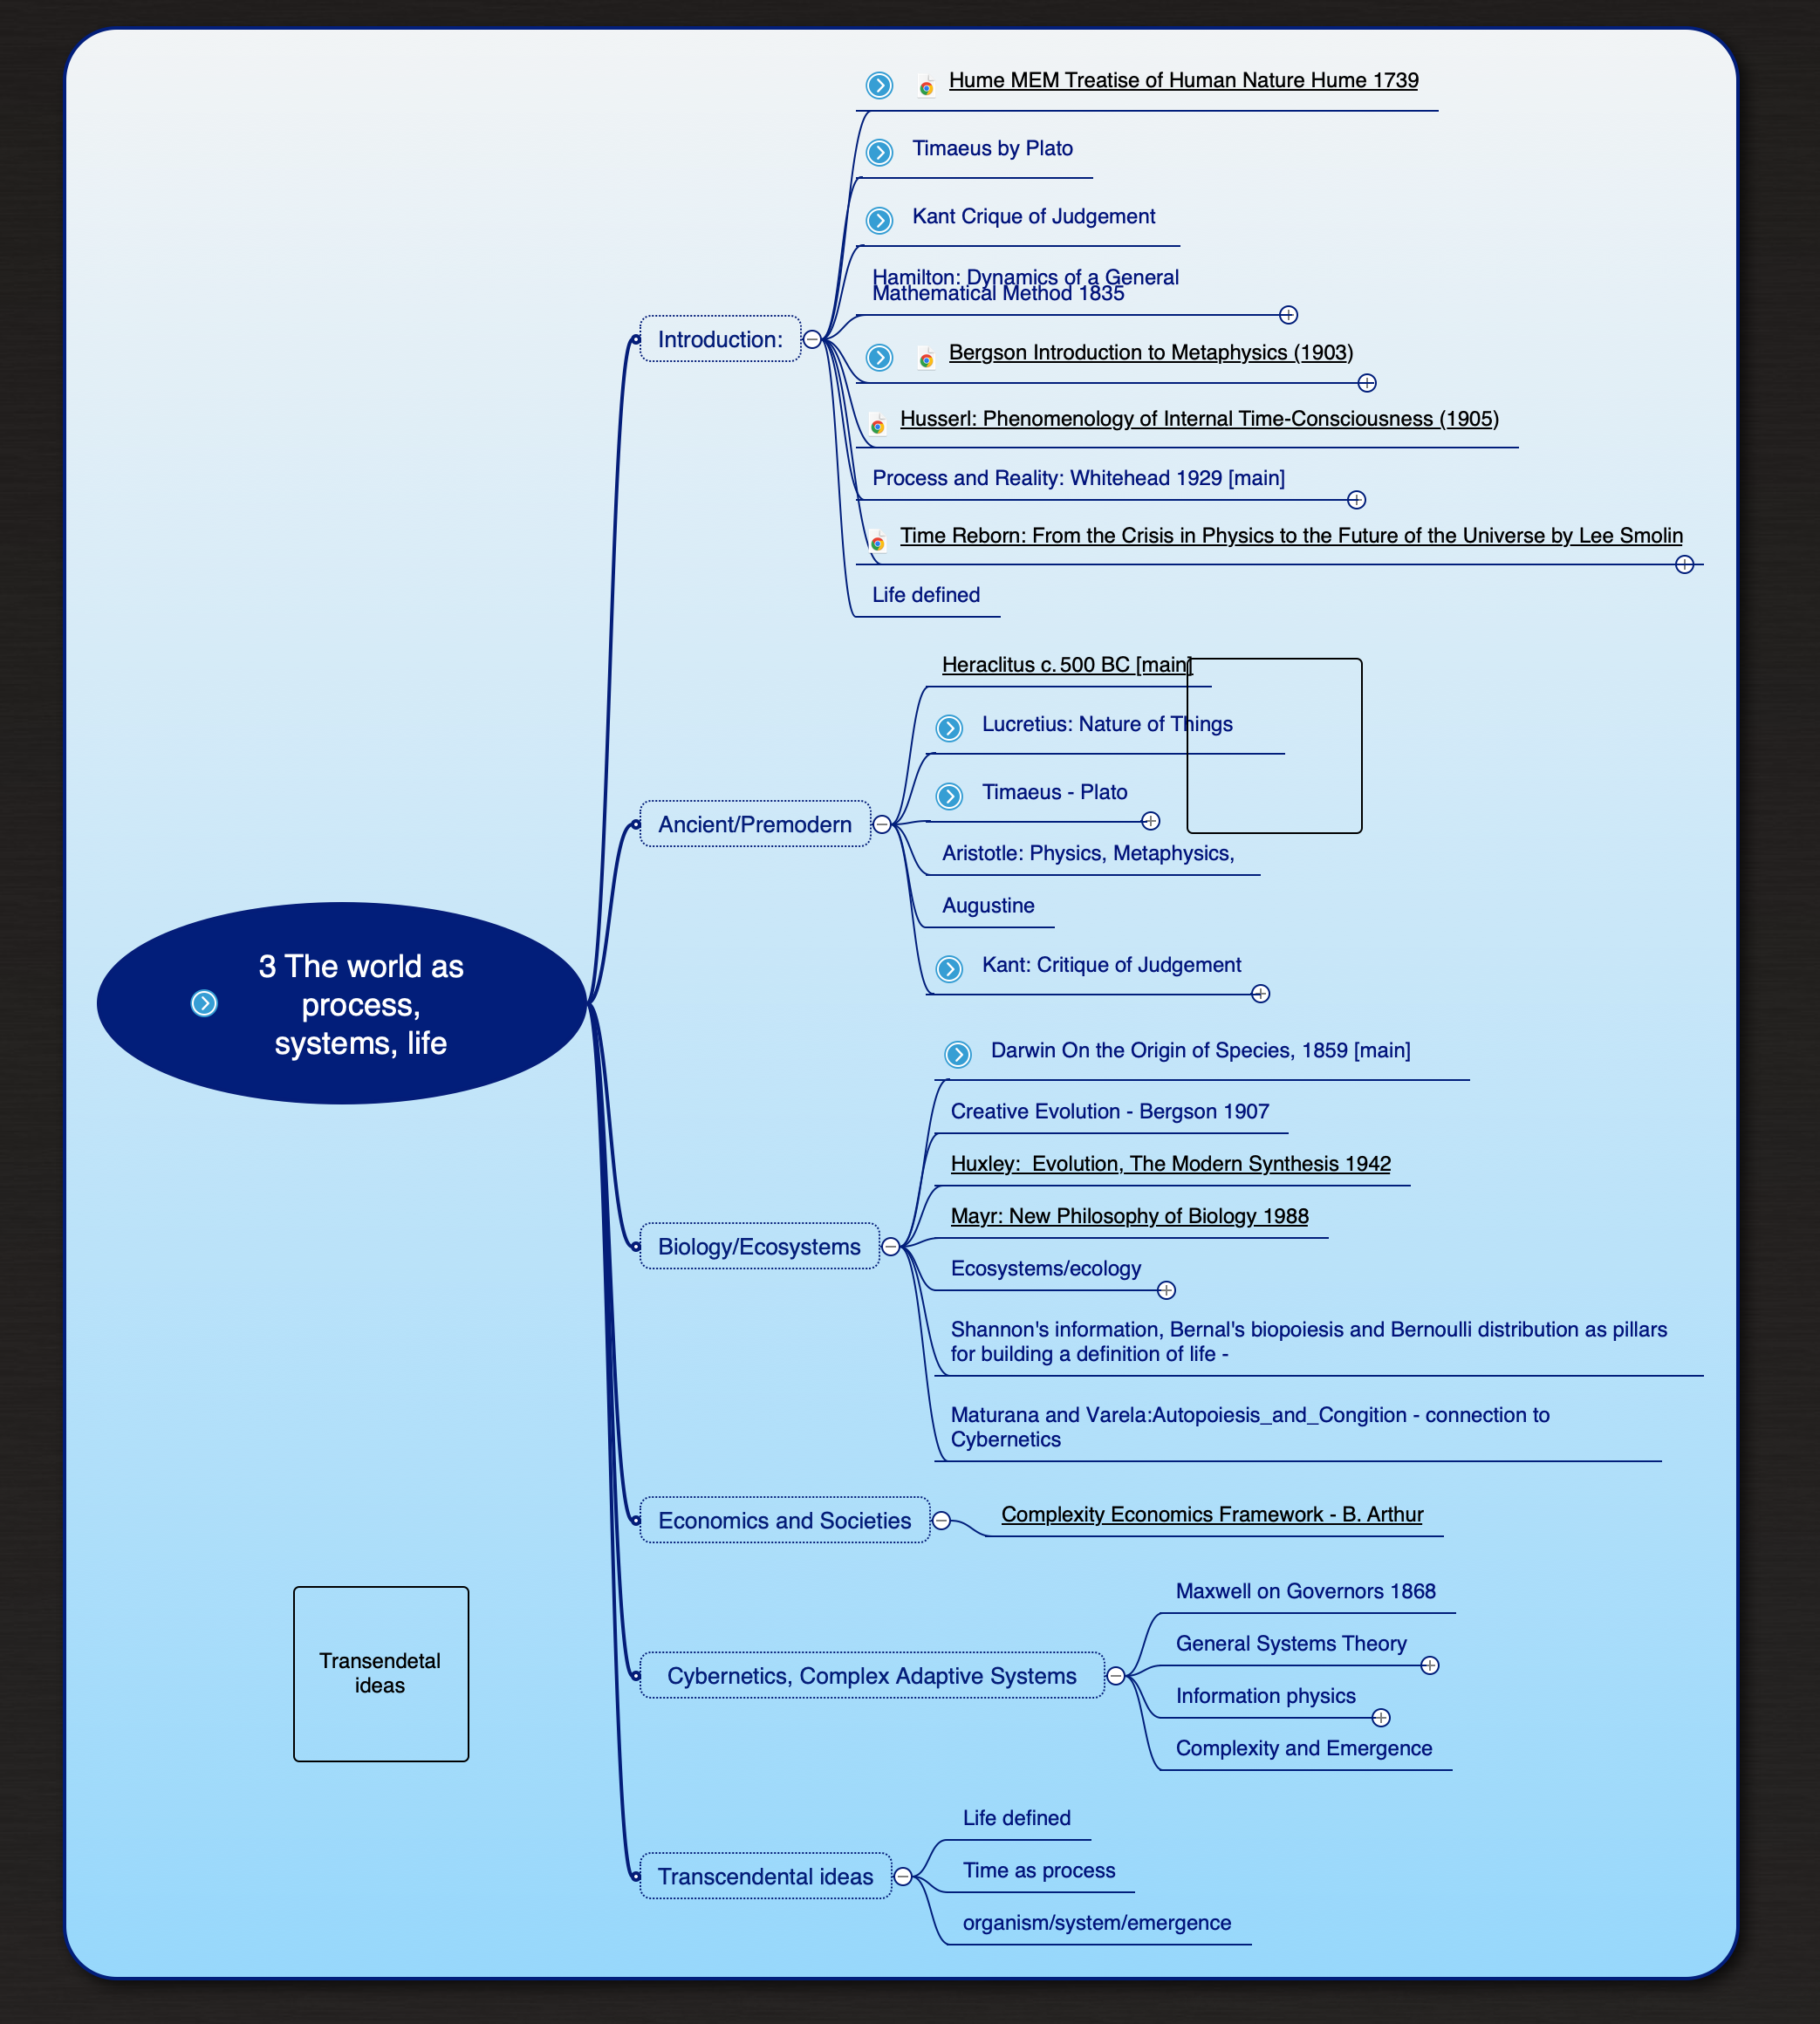 Hume MEM Treatise of Human Nature Hume 1739
Timaeus by Plato
Kant Crique of Judgement
Hamilton: Dynamics of a General
Mathematical Method 1835
Introduction:
Bergson Introduction to Metaphysics (1903)
Husserl: Phenomenology of Internal Time-Consciousness (1905)
Process and Reality: Whitehead 1929 [main]
Time Reborn: From the Crisis in Physics to the Future of the Universe by Lee Smolin
Life defined
Heraclitus c. 500 BC [main]
Lucretius: Nature of Things
Timaeus - Plato
Ancient/Premodern
Aristotle: Physics, Metaphysics,
Augustine
Kant: Critique of Judgement
3 The world as
process,
systems, life
Darwin On the Origin of Species, 1859 [main]
Creative Evolution - Bergson 1907
Huxley:  Evolution, The Modern Synthesis 1942
Mayr: New Philosophy of Biology 1988
Biology/Ecosystems
Ecosystems/ecology
Shannon's information, Bernal's biopoiesis and Bernoulli distribution as pillars
for building a definition of life -
Maturana and Varela:Autopoiesis_and_Congition - connection to
Cybernetics
Economics and Societies
Complexity Economics Framework - B. Arthur
Maxwell on Governors 1868
General Systems Theory
Cybernetics, Complex Adaptive Systems
Information physics
Complexity and Emergence
Transendetal
ideas
Life defined
Transcendental ideas
Time as process
organism/system/emergence